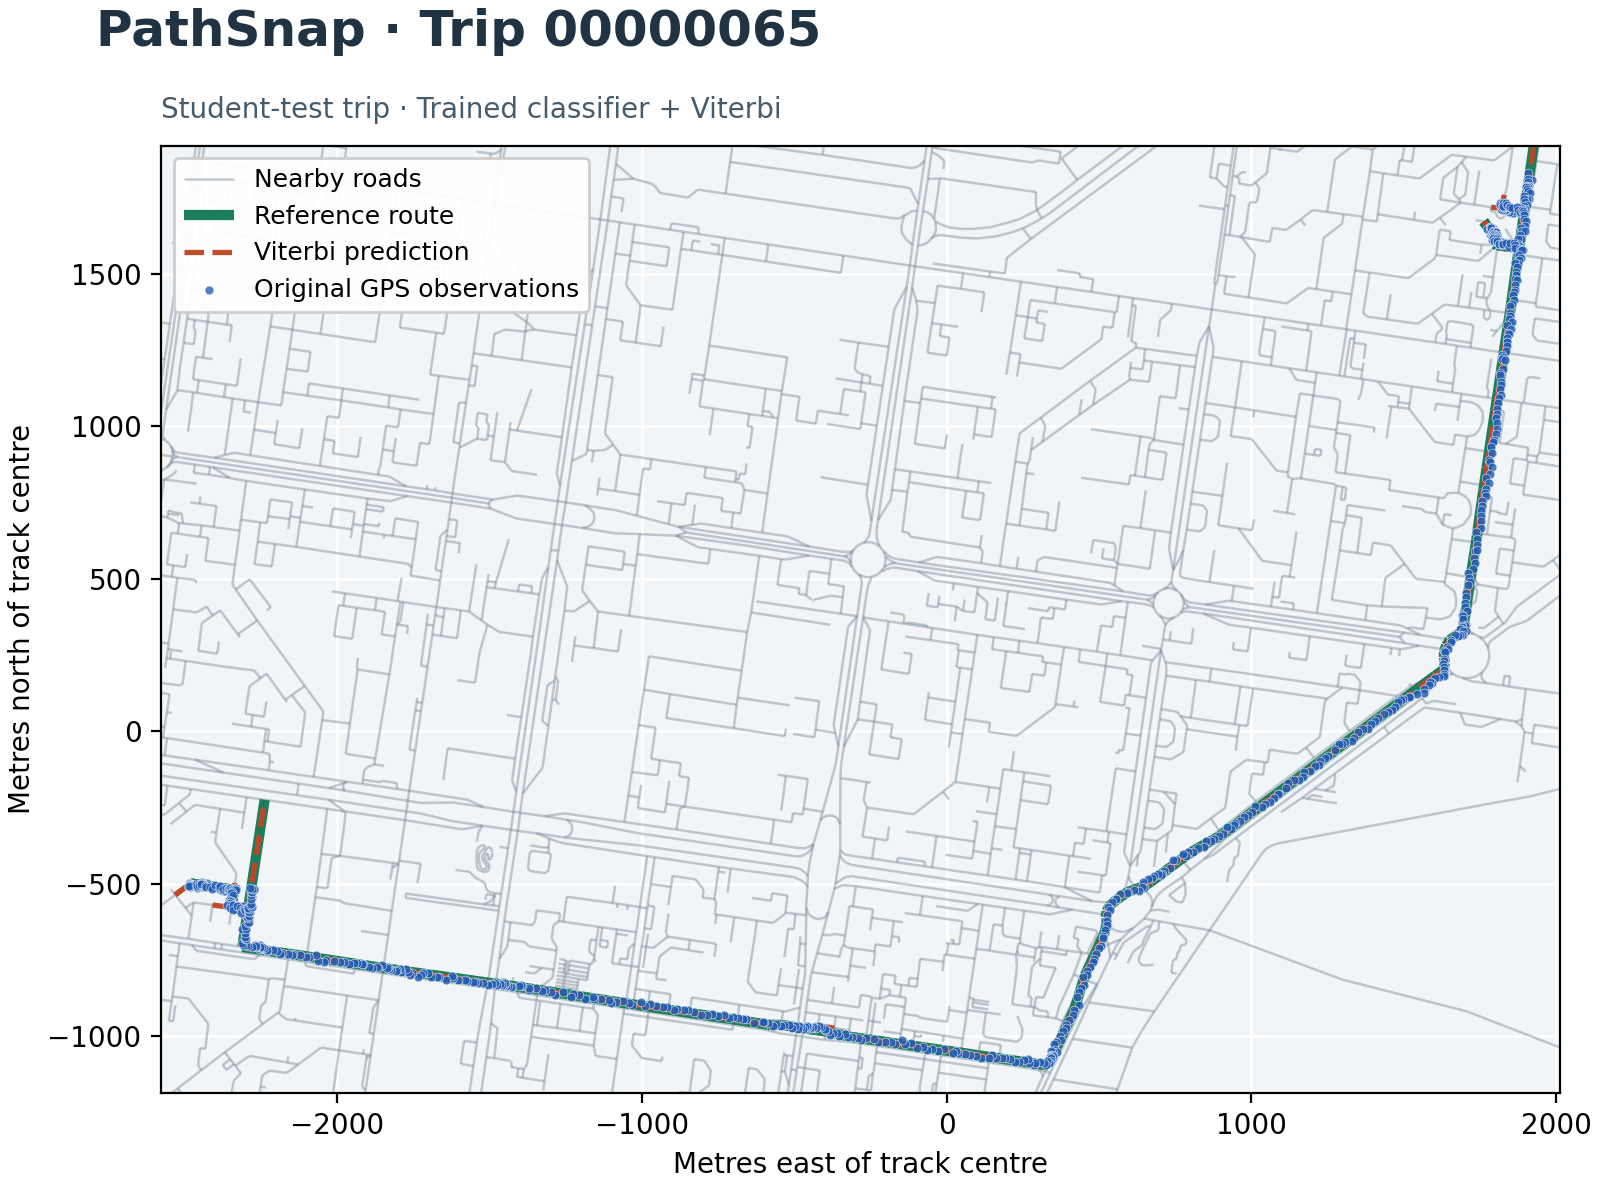 PathSnap · Trip 00000065
Student-test trip · Trained classifier + Viterbi
Nearby roads
Reference route
Viterbi prediction
Original GPS observations
1500
1000
500
0
−500
−1000
Metres north of track centre
−2000
−1000
0
1000
2000
Metres east of track centre